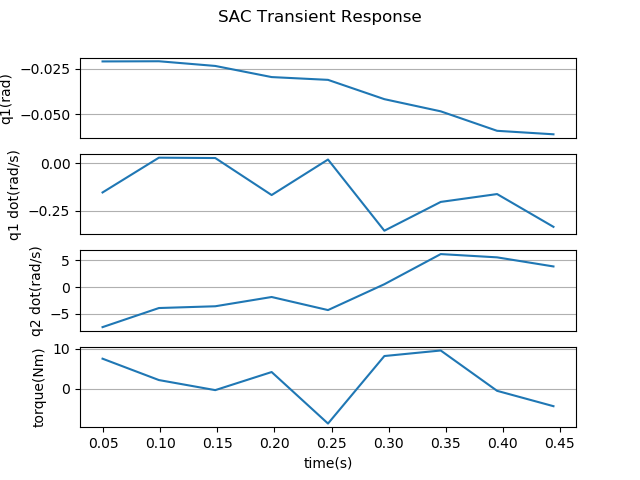 SAC Transient Response
q1(rad)
−0.025
−0.050
q1 dot(rad/s)
0.00
−0.25
q2 dot(rad/s)
5
0
−5
torque(Nm)
10
0
0.05 0.10 0.15 0.20 0.25 0.30 0.35 0.40 0.45
time(s)